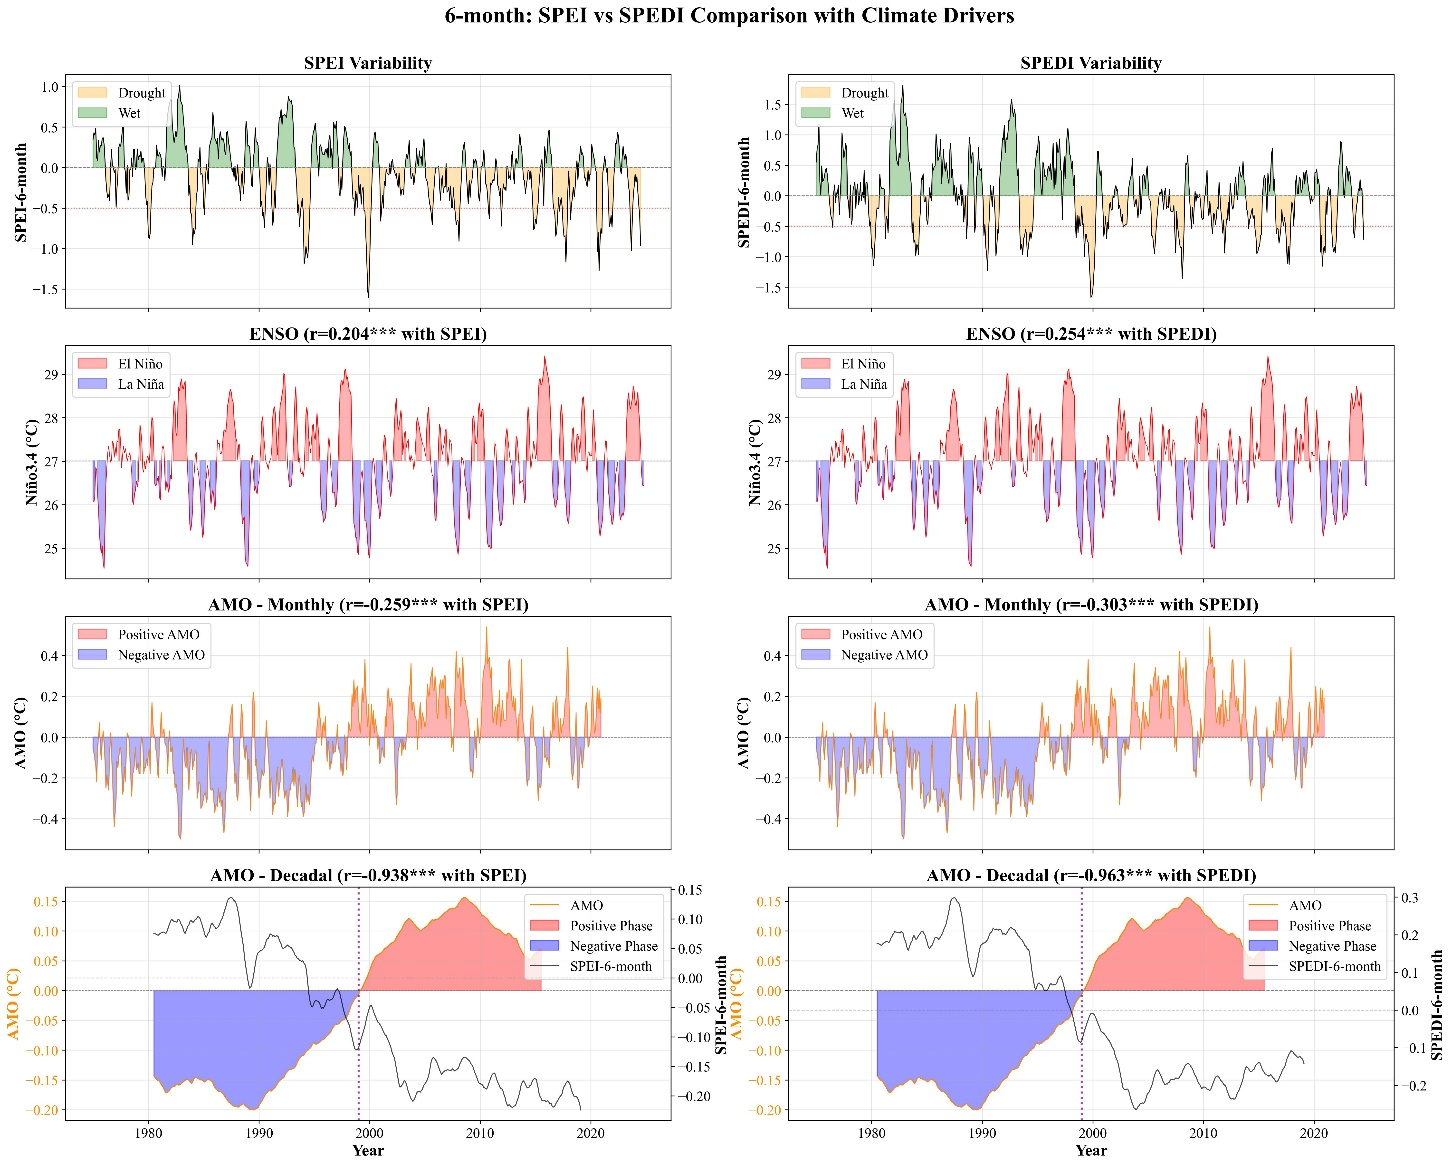 6-month: SPEI vs SPEDI Comparison with Climate Drivers
SPEI Variability
SPEI-6-month
1.0
0.5
0.0
−0.5
1.0
−1.5
Drought
Wet
SPEDI Variability
SPEDI-6-month
1.5
1.0
0.5
0.0
0.5
−1.0
−1.5
Drought
Wet
ENSO (r=0.204*** with SPEI)
Niño3.4 (°C)
29
28
27
26
25
El Niño
La Niña
ENSO (r=0.254*** with SPEDI)
Niño3.4 (°C)
29
28
27
26
25
El Niño
La Niña
AMO - Monthly (r=-0.259*** with SPEI)
AMO (°C)
0.4
0.2
0.0
−0.2
−0.4
Positive AMO
Negative AMO
AMO - Monthly (r=-0.303*** with SPEDI)
AMO (°C)
0.4
0.2
0.0
−0.2
−0.4
Positive AMO
Negative AMO
AMO - Decadal (r=-0.938*** with SPEI)
AMO (°C)
0.15
0.10
0.05
0.00
−0.05
−0.10
−0.15
−0.20
AMO
Positive Phase
Negative Phase
SPEI-6-month
0.15
0.10
0.05
0.00
−0.05
−0.10
−0.15
−0.20
SPEI-6-month
1980
1990
2000
2010
2020
Year
AMO - Decadal (r=-0.963*** with SPEDI)
AMO (°C)
0.15
0.10
0.05
0.00
−0.05
−0.10
−0.15
−0.20
AMO
Positive Phase
Negative Phase
SPEDI-6-month
0.3
0.2
0.1
0.0
0.1
−0.2
SPEDI-6-month
1980
1990
2000
2010
2020
Year